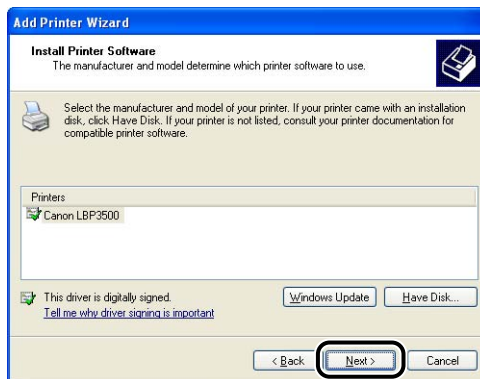 Add Printer Wizard
Install Printer Software
The manufacturer and model determine which printer software to use.
Select the manufacturer and model of your printer. If your printer came with an installation
disk, click Have Disk. If your printer is not listed, consult your printer documentation for
compatible printer software.
Printers
Canon LBP3500
This driver is digitally signed.
Tell me why driver signing is important
Windows Update
Have Disk...
< Back
Next >
Cancel